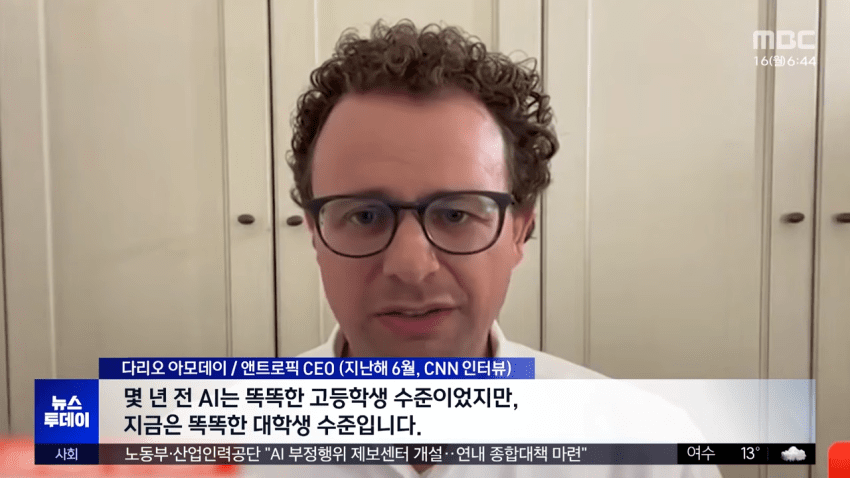 MBC
16(월)6:44
다리오 아모데이 / 앤트로픽 CEO (지난해 6월, CNN 인터뷰)
뉴스
투데이
몇 년 전 AI는 똑똑한 고등학생 수준이었지만,
지금은 똑똑한 대학생 수준입니다.
사회
노동부·산업인력공단 "AI 부정행위 제보센터 개설‥연내 종합대책 마련"
여수 13°